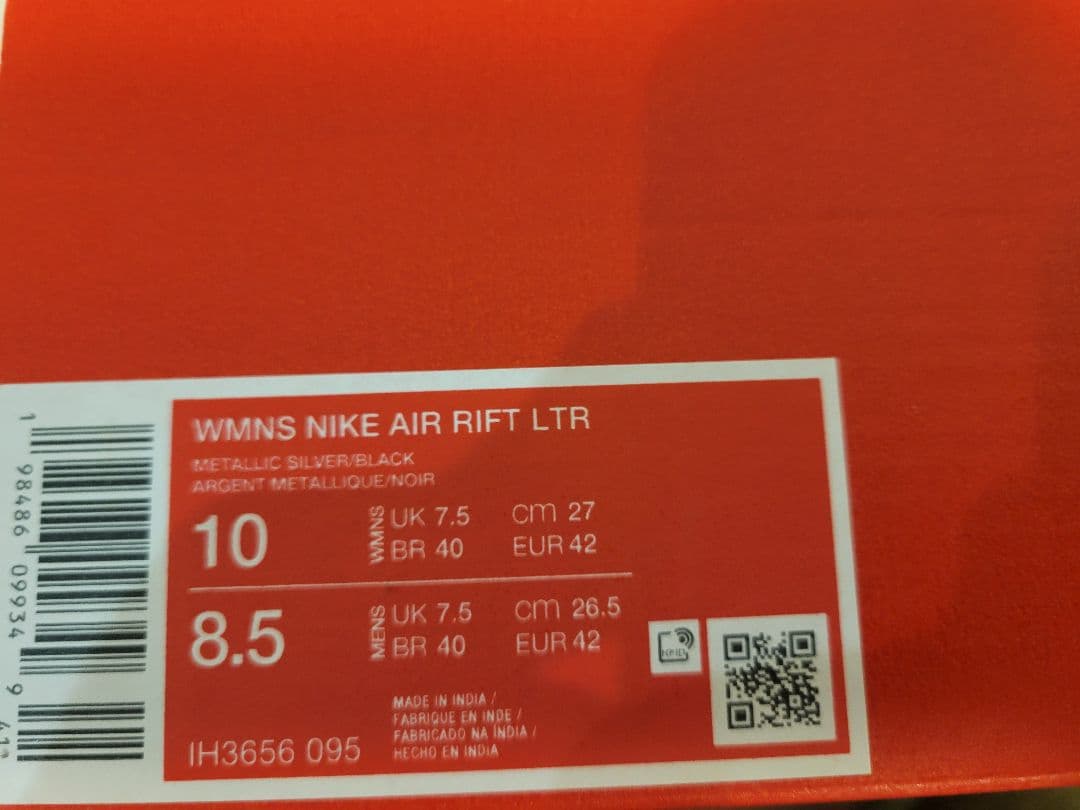 WMNS NIKE AIR RIFT LTR
METALLIC SILVER/BLACK
ARGENT METALLIQUE/NOIR
10 WMNS UK 7.5 cm 27
BR 40 EUR 42
8.5 MENS UK 7.5 cm 26.5
BR 40 EUR 42
MADE IN INDIA /
FABRIQUE EN INDE /
FABRICADO NA INDIA /
HECHO EN INDIA
IH3656 095
1 98486 09934 9